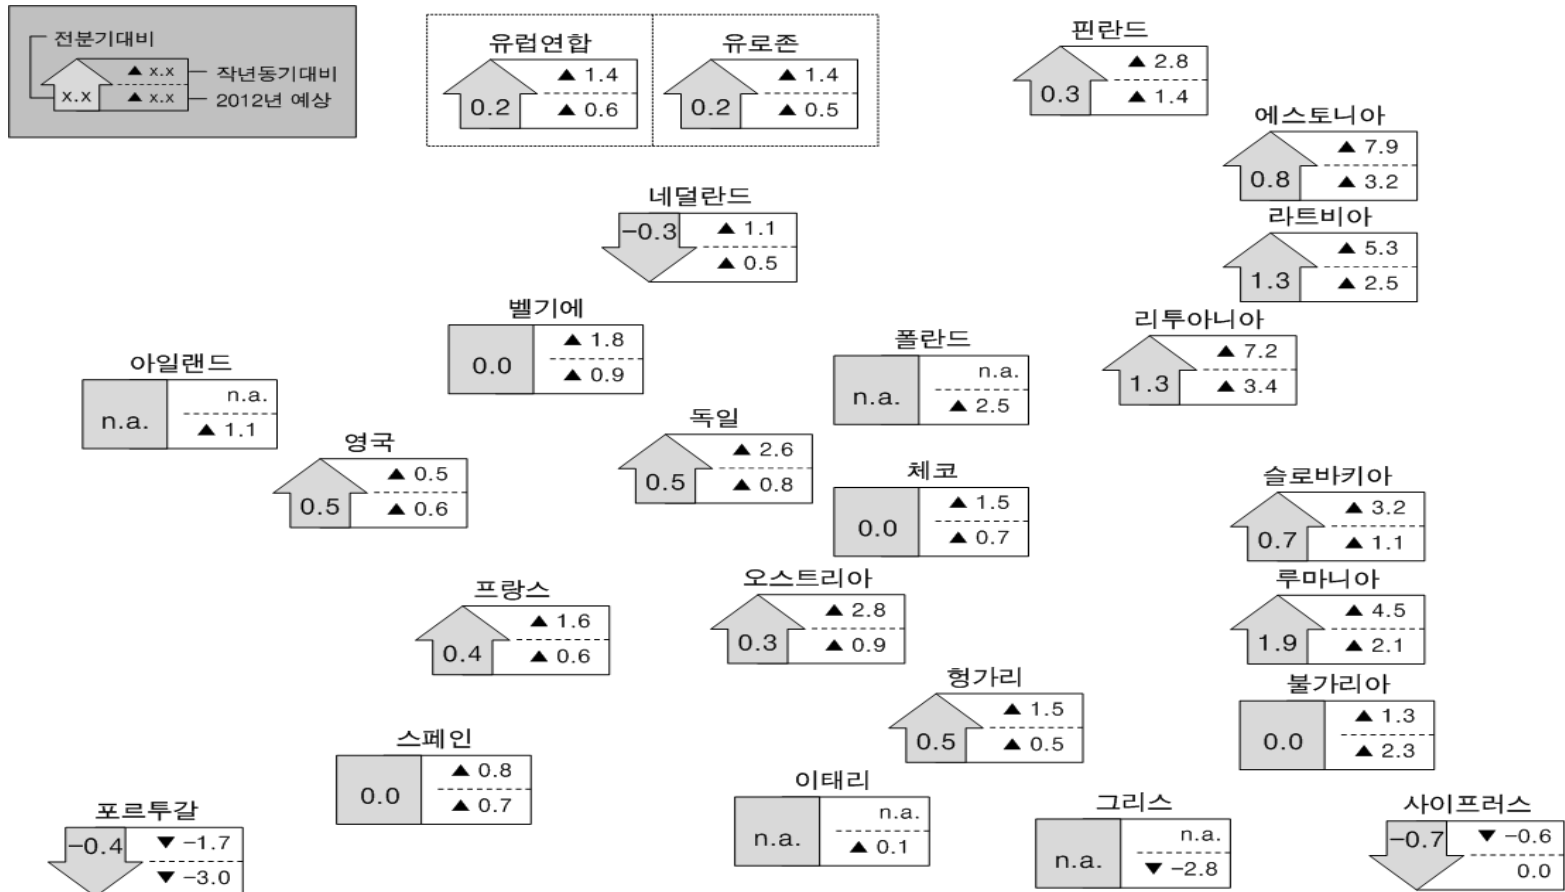 전분기대비
▲ x.x
작년동기대비
x.x
▲ x.x
2012년 예상
유럽연합
▲ 1.4
0.2
▲ 0.6
유로존
▲ 1.4
0.2
▲ 0.5
핀란드
▲ 2.8
0.3
▲ 1.4
에스토니아
▲ 7.9
0.8
▲ 3.2
네덜란드
−0.3
▲ 1.1
▲ 0.5
라트비아
▲ 5.3
1.3
▲ 2.5
벨기에
▲ 1.8
0.0
▲ 0.9
리투아니아
▲ 7.2
1.3
▲ 3.4
폴란드
n.a.
n.a.
▲ 2.5
아일랜드
n.a.
n.a.
▲ 1.1
독일
▲ 2.6
0.5
▲ 0.8
영국
▲ 0.5
0.5
▲ 0.6
체코
▲ 1.5
0.0
▲ 0.7
슬로바키아
▲ 3.2
0.7
▲ 1.1
프랑스
▲ 1.6
0.4
▲ 0.6
오스트리아
▲ 2.8
0.3
▲ 0.9
루마니아
▲ 4.5
1.9
▲ 2.1
헝가리
▲ 1.5
0.5
▲ 0.5
불가리아
▲ 1.3
0.0
▲ 2.3
스페인
▲ 0.8
0.0
▲ 0.7
이태리
n.a.
n.a.
▲ 0.1
포르투갈
−0.4
▼ −1.7
▼ −3.0
그리스
n.a.
n.a.
▼ −2.8
사이프러스
−0.7
▼ −0.6
0.0